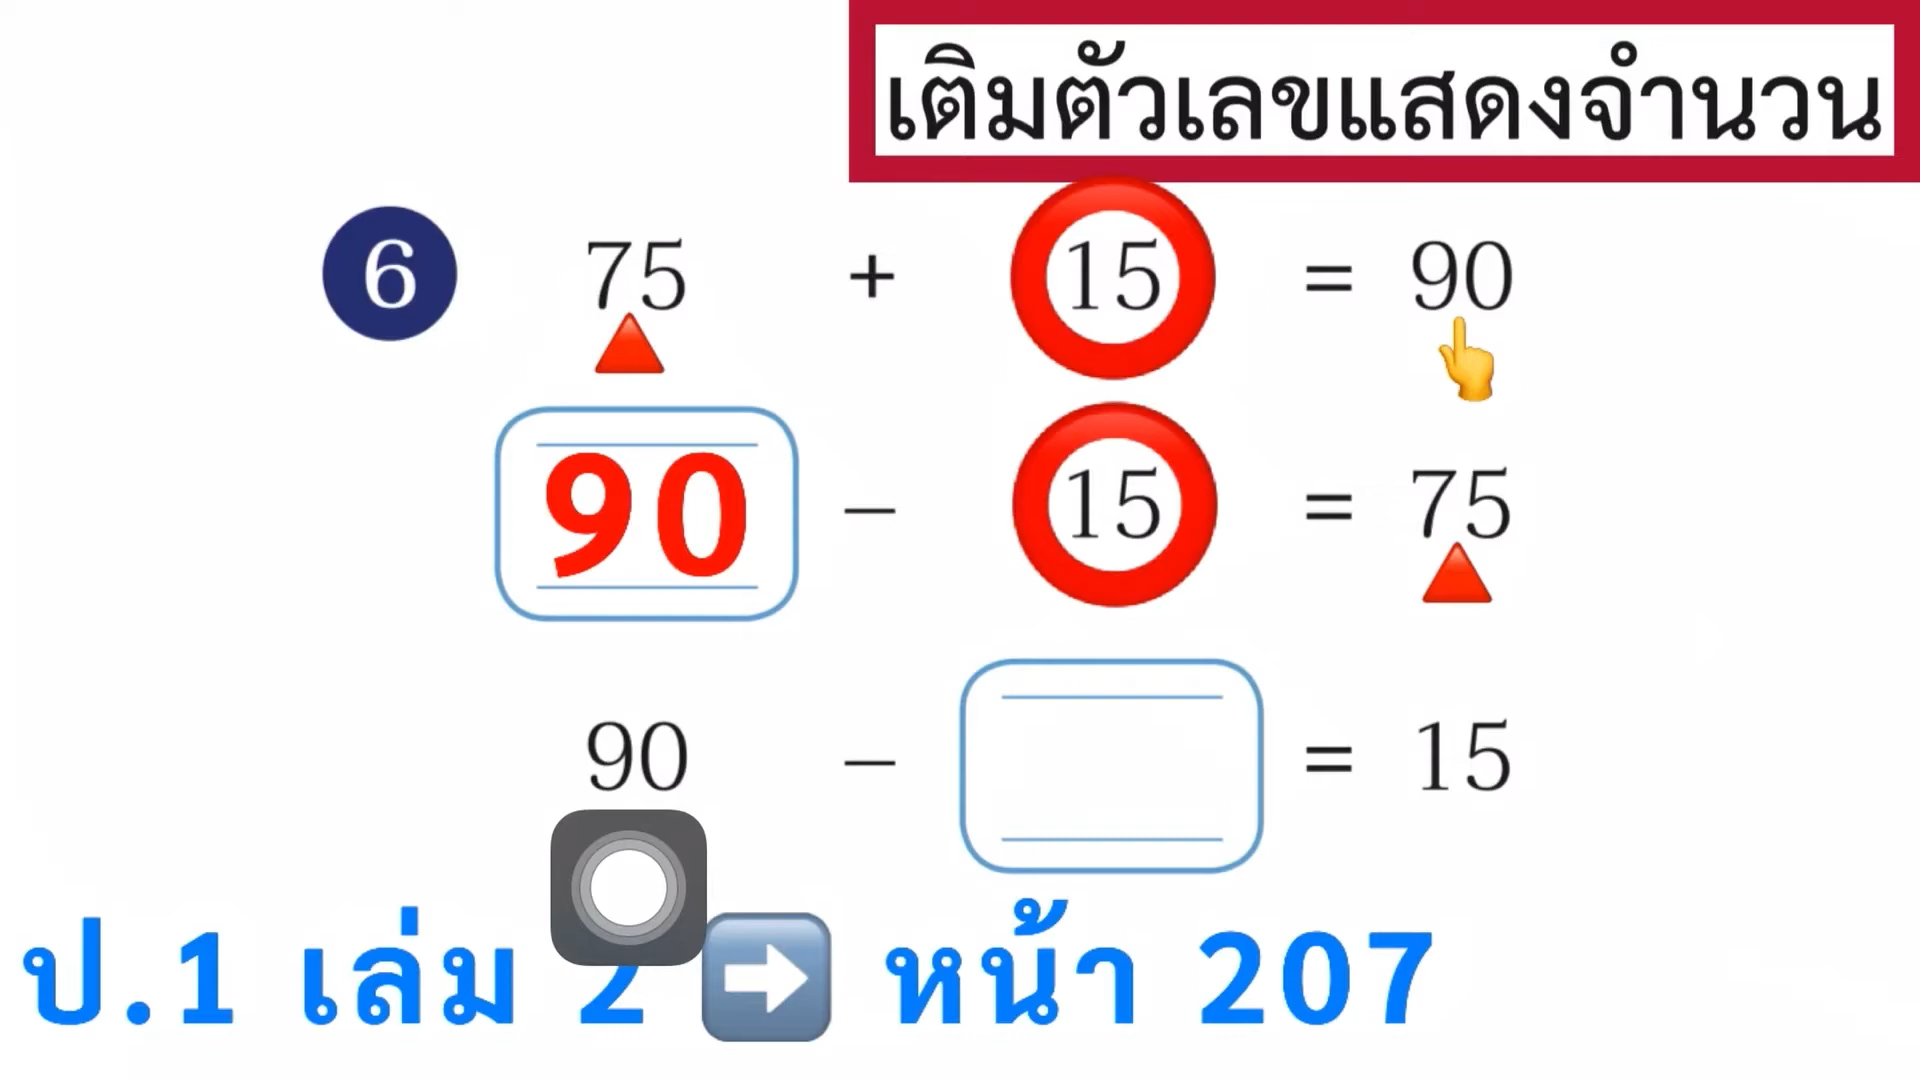 เติมตัวเลขแสดงจำนวน
6 75 + 15 = 90
90 – 15 = 75
90 – = 15
ป.1 เล่ม 2 หน้า 207